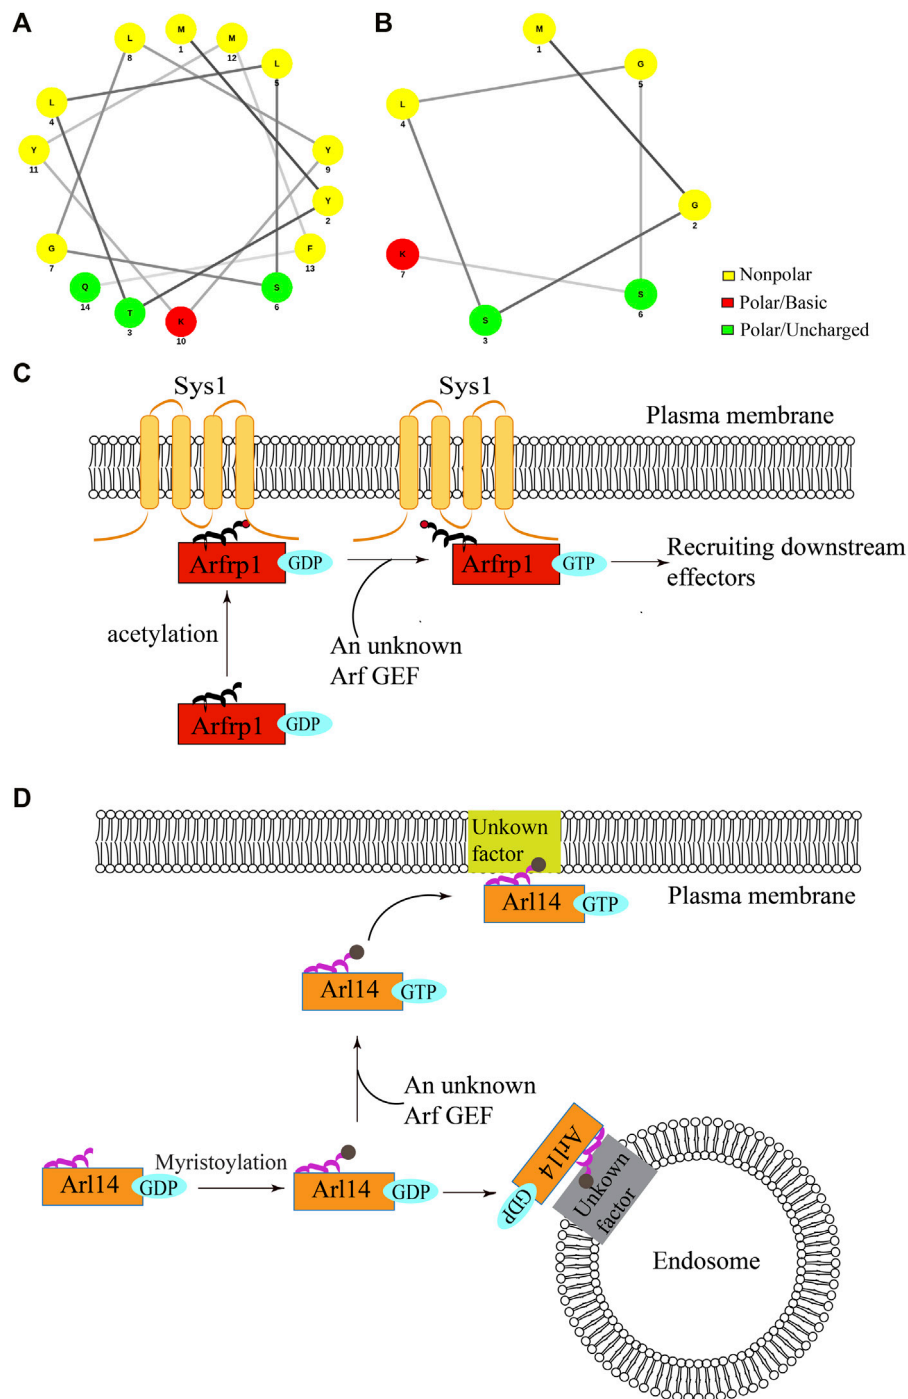 A
L
8
M
1
M
12
L
5
L
4
Y
11
Y
9
Y
2
G
7
F
13
Q
14
S
6
T
3
K
10
B
M
1
G
5
L
4
G
2
K
7
S
6
S
3
Nonpolar
Polar/Basic
Polar/Uncharged
C
Sys1
Sys1
Plasma membrane
Arfrp1
GDP
Arfrp1
GTP
Recruiting downstream
effectors
acetylation
An unknown
Arf GEF
Arfrp1
GDP
D
Unkown
factor
Arl14
GTP
Plasma membrane
Arl14
GTP
An unknown
Arf GEF
Arl14
GDP
Myristoylation
Arl14
GDP
Arl14
GDP
Unkown
factor
Endosome